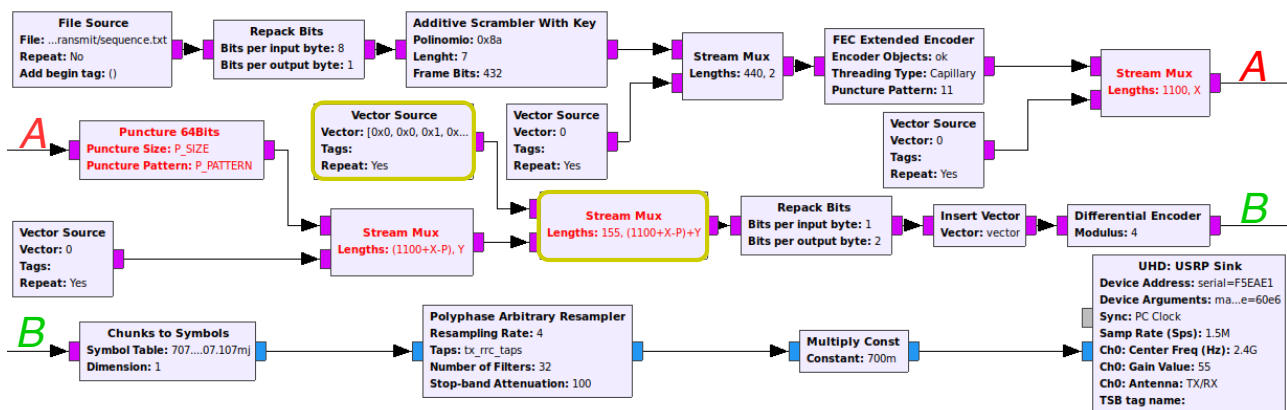 File Source
File: ...ransmit/sequence.txt
Repeat: No
Add begin tag: ()
Repack Bits
Bits per input byte: 8
Bits per output byte: 1
Additive Scrambler With Key
Polinomio: 0x8a
Lenght: 7
Frame Bits: 432
Stream Mux
Lengths: 440, 2
FEC Extended Encoder
Encoder Objects: ok
Threading Type: Capillary
Puncture Pattern: 11
Stream Mux
Lengths: 1100, X
A
Vector Source
Vector: 0
Tags:
Repeat: Yes
Vector Source
Vector: 0
Tags:
Repeat: Yes
A
Puncture 64Bits
Puncture Size: P_SIZE
Puncture Pattern: P_PATTERN
Vector Source
Vector: [0x0, 0x0, 0x1, 0x...
Tags:
Repeat: Yes
Vector Source
Vector: 0
Tags:
Repeat: Yes
Stream Mux
Lengths: (1100+X-P), Y
Stream Mux
Lengths: 155, (1100+X-P)+Y
Repack Bits
Bits per input byte: 1
Bits per output byte: 2
Insert Vector
Vector: vector
Differential Encoder
Modulus: 4
B
B
Chunks to Symbols
Symbol Table: 707....07.107mj
Dimension: 1
Polyphase Arbitrary Resampler
Resampling Rate: 4
Taps: tx_rrc_taps
Number of Filters: 32
Stop-band Attenuation: 100
Multiply Const
Constant: 700m
UHD: USRP Sink
Device Address: serial=F5EAE1
Device Arguments: ma...e=60e6
Sync: PC Clock
Samp Rate (Sps): 1.5M
Ch0: Center Freq (Hz): 2.4G
Ch0: Gain Value: 55
Ch0: Antenna: TX/RX
TSB tag name: